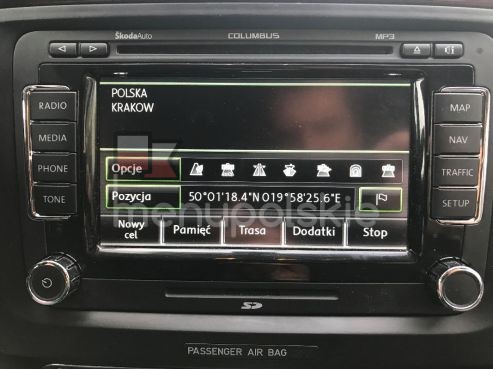 ŠkodaAuto COLUMBUS MP3
RADIO
MEDIA
PHONE
TONE
POLSKA
KRAKOW
Opcje
Pozycja 50°01'18.4"N 019°58'25.6"E
Nowy cel Pamięć Trasa Dodatki Stop
MAP
NAV
TRAFFIC
SETUP
menupolskie
SD
PASSENGER AIR BAG